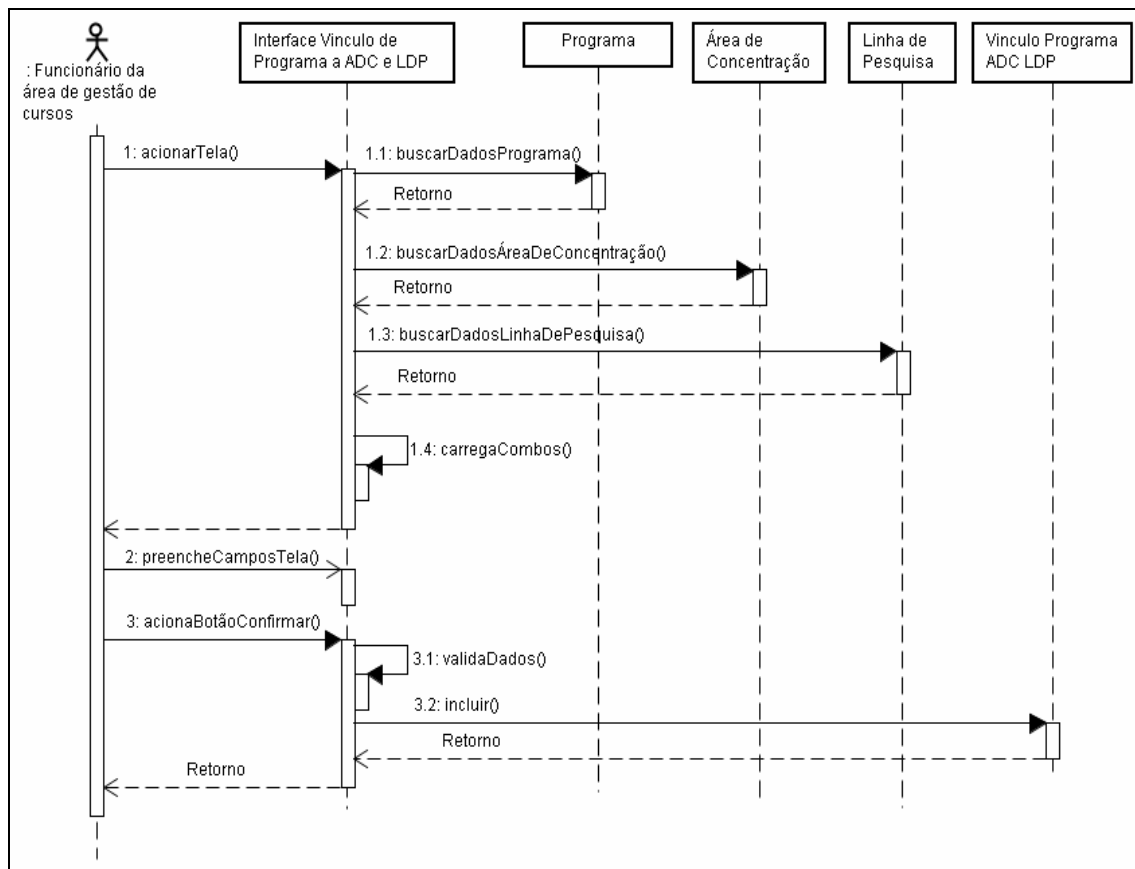 Interface Vinculo de
Programa a ADC e LDP
Programa
Área de
Concentração
Linha de
Pesquisa
Vinculo Programa
ADC LDP
: Funcionário da
área de gestão de
cursos
1: acionarTela()
1.1: buscarDadosPrograma()
Retorno
1.2: buscarDadosÁreaDeConcentração()
Retorno
1.3: buscarDadosLinhaDePesquisa()
Retorno
1.4: carregaCombos()
2: preencheCamposTela()
3: acionaBotãoConfirmar()
3.1: validaDados()
3.2: incluir()
Retorno
Retorno